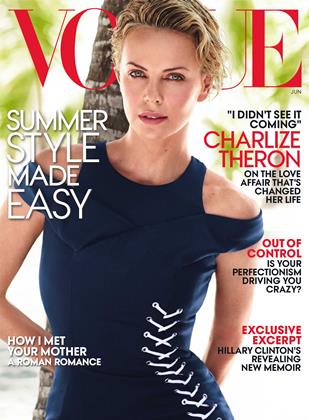 VOGUE
JUN
SUMMER
STYLE
MADE
EASY
"I DIDN'T SEE IT
COMING"
CHARLIZE
THERON
ON THE LOVE
AFFAIR THAT'S
CHANGED
HER LIFE
OUT OF
CONTROL
IS YOUR
PERFECTIONISM
DRIVING YOU
CRAZY?
HOW I MET
YOUR MOTHER
A ROMAN ROMANCE
EXCLUSIVE
EXCERPT
HILLARY CLINTON'S
REVEALING
NEW MEMOIR